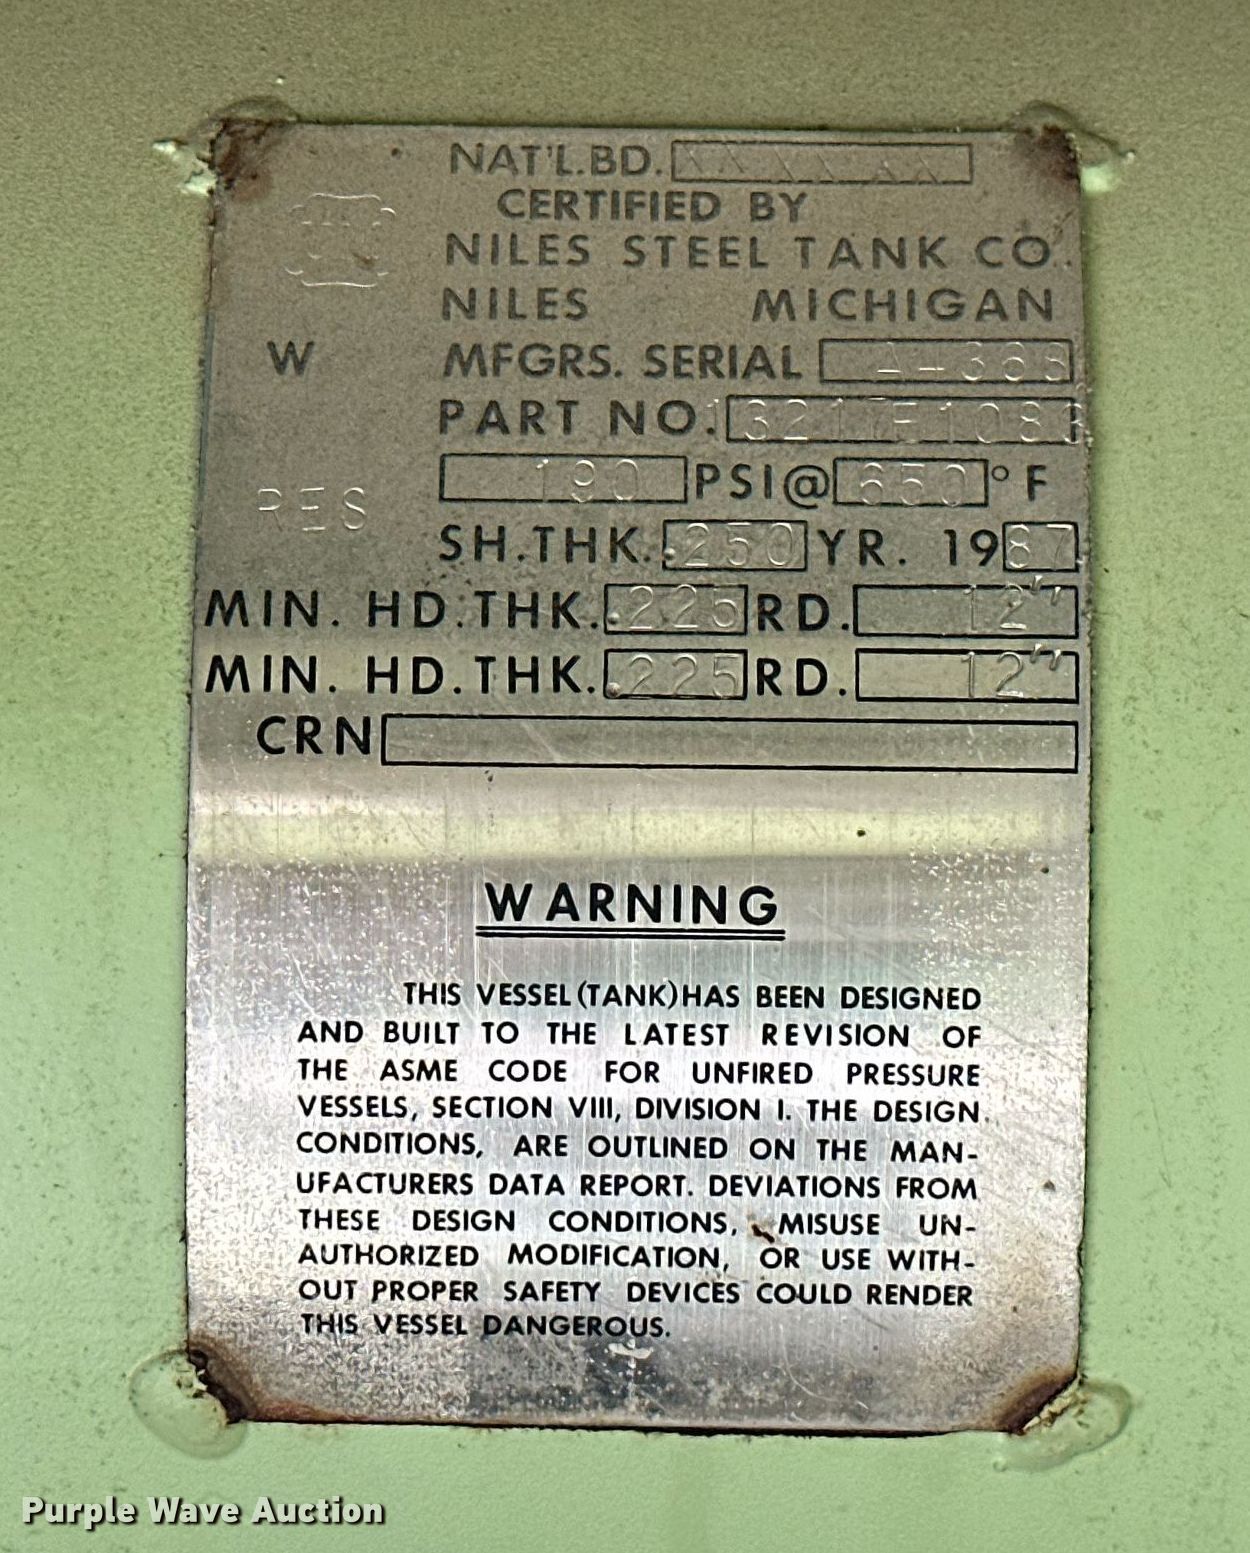 NAT'L.BD. XXXXXXX
CERTIFIED BY
NILES STEEL TANK CO.
NILES MICHIGAN
W MFGRS. SERIAL
PART NO.
190 PSI@ 650 °F
RES
SH.THK. .250 YR. 1987
MIN. HD.THK. .225 RD. 12"
MIN. HD.THK. .225 RD. 12"
CRN
WARNING
THIS VESSEL (TANK) HAS BEEN DESIGNED
AND BUILT TO THE LATEST REVISION OF
THE ASME CODE FOR UNFIRED PRESSURE
VESSELS, SECTION VIII, DIVISION I. THE DESIGN
CONDITIONS, ARE OUTLINED ON THE MAN-
UFACTURERS DATA REPORT. DEVIATIONS FROM
THESE DESIGN CONDITIONS, MISUSE UN-
AUTHORIZED MODIFICATION, OR USE WITH-
OUT PROPER SAFETY DEVICES COULD RENDER
THIS VESSEL DANGEROUS.
Purple Wave Auction